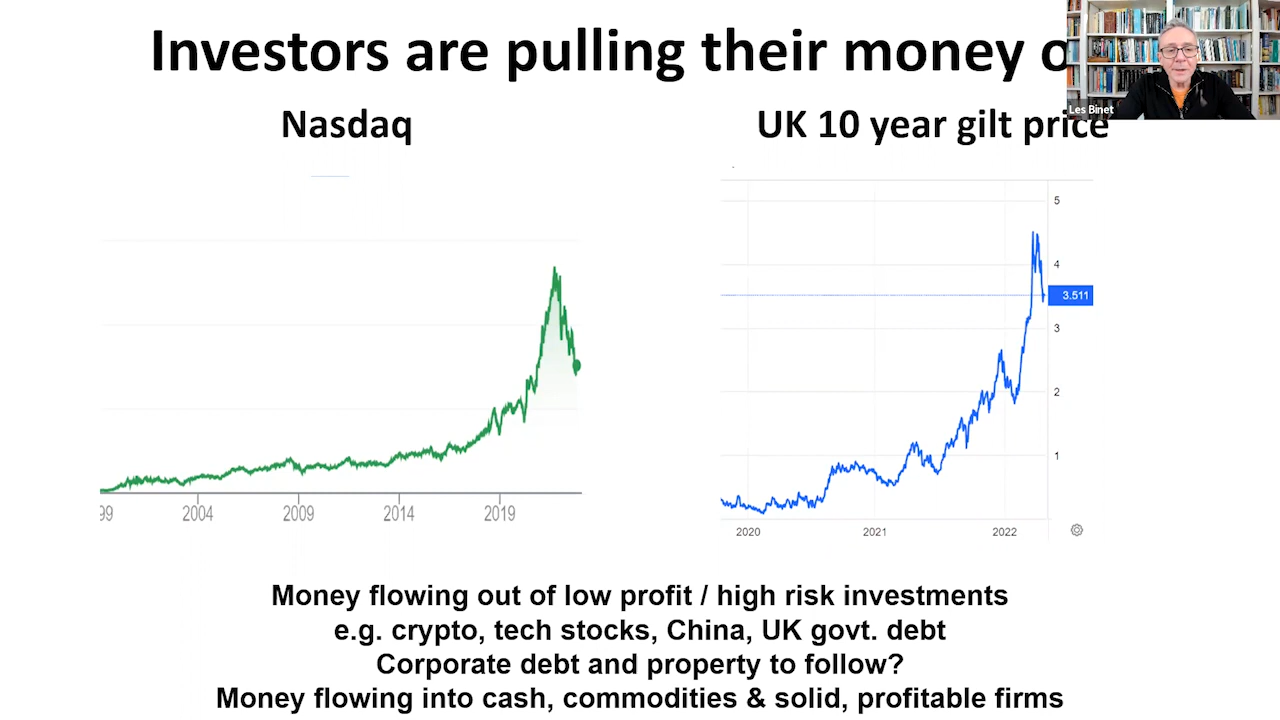 Investors are pulling their money o
Les Binet
Nasdaq
UK 10 year gilt price
5
4
3.511
3
2
1
99
2004
2009
2014
2019
2020
2021
2022
Money flowing out of low profit / high risk investments
e.g. crypto, tech stocks, China, UK govt. debt
Corporate debt and property to follow?
Money flowing into cash, commodities & solid, profitable firms